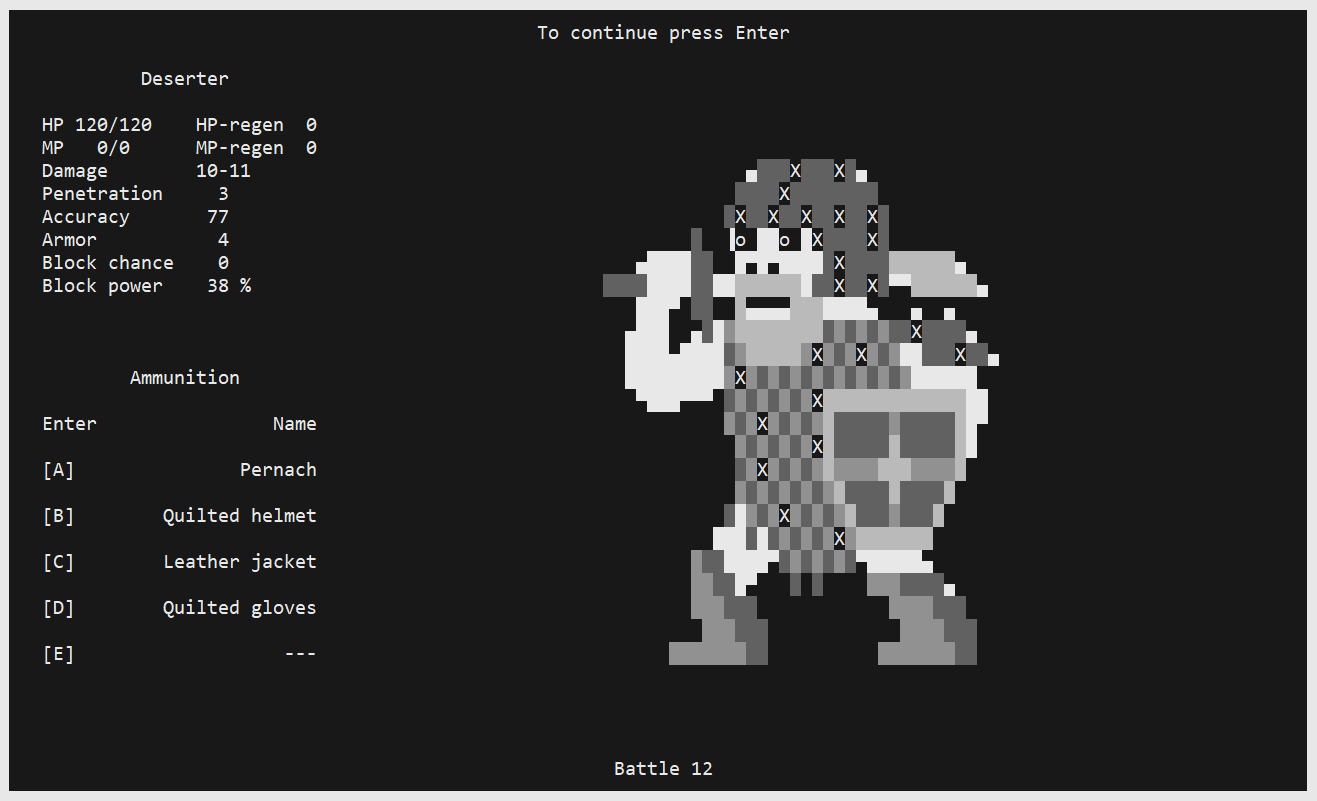 To continue press Enter
Deserter
HP 120/120 HP-regen 0
MP 0/0 MP-regen 0
Damage 10-11
Penetration 3
Accuracy 77
Armor 4
Block chance 0
Block power 38 %
Ammunition
Enter Name
[A] Pernach
[B] Quilted helmet
[C] Leather jacket
[D] Quilted gloves
[E] ---
Battle 12